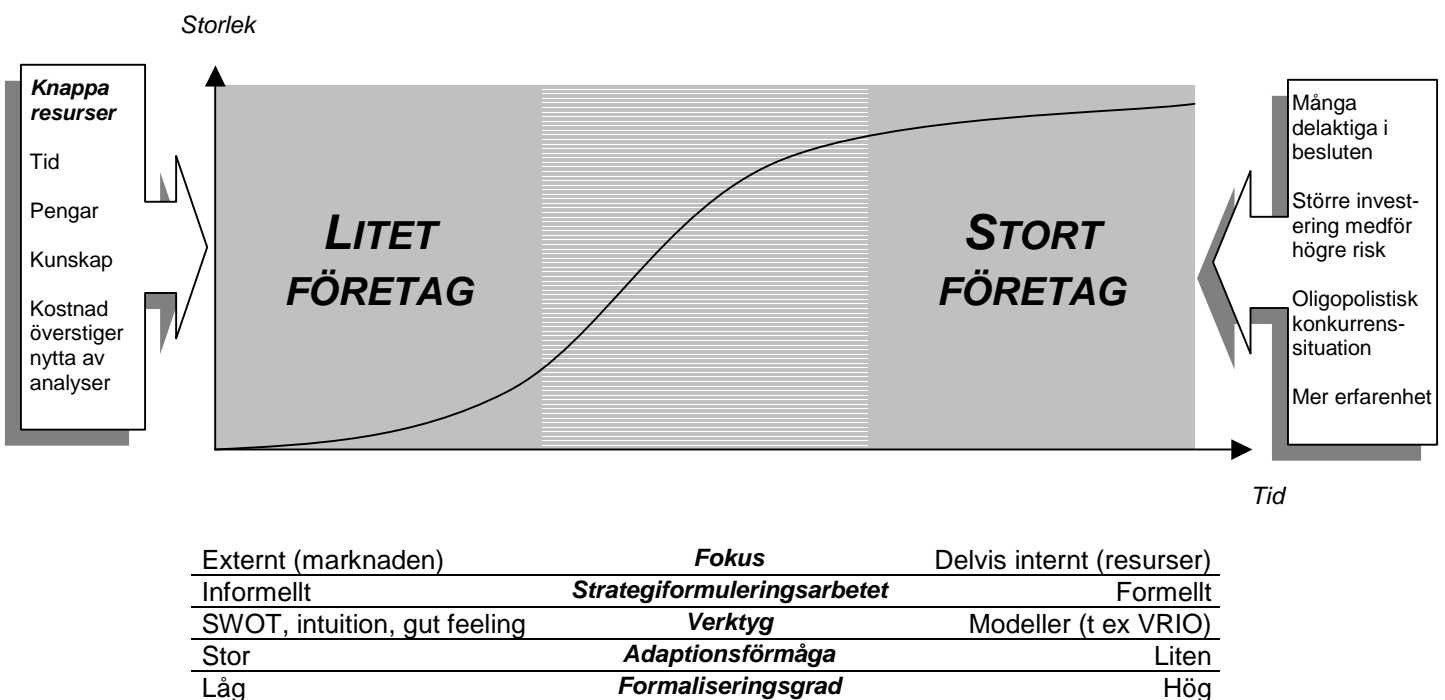 Storlek
Knappa
resurser
Tid
Pengar
Kunskap
Kostnad
överstiger
nytta av
analyser
LITET
FÖRETAG
STORT
FÖRETAG
Många
delaktiga i
besluten
Större invest-
ering medför
högre risk
Oligopolistisk
konkurrens-
situation
Mer erfarenhet
Tid
Externt (marknaden) Fokus Delvis internt (resurser)
Informellt Strategiformuleringsarbetet Formellt
SWOT, intuition, gut feeling Verktyg Modeller (t ex VRIO)
Stor Adaptionsförmåga Liten
Låg Formaliseringsgrad Hög